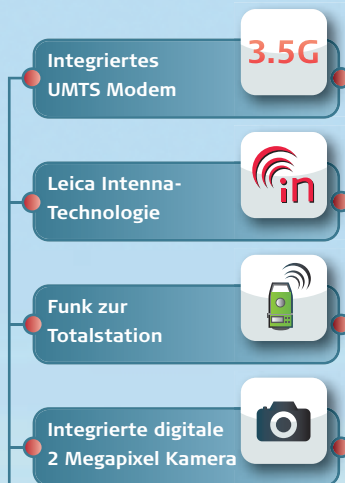 Integriertes
UMTS Modem
3.5G
Leica Intenna-
Technologie
in
Funk zur
Totalstation
Integrierte digitale
2 Megapixel Kamera